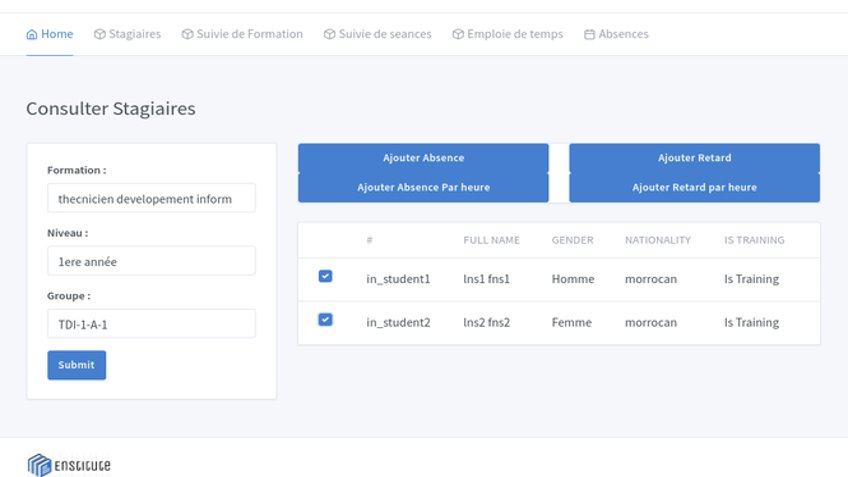 Home Stagiaires Suivie de Formation Suivie de seances Emploie de temps Absences
Consulter Stagiaires
Formation :
thecnicien developement inform
Niveau :
1ere année
Groupe :
TDI-1-A-1
Submit
Ajouter Absence Ajouter Retard
Ajouter Absence Par heure Ajouter Retard par heure
# FULL NAME GENDER NATIONALITY IS TRAINING
in_student1 lns1 fns1 Homme morrocan Is Training
in_student2 lns2 fns2 Femme morrocan Is Training
Enstitute